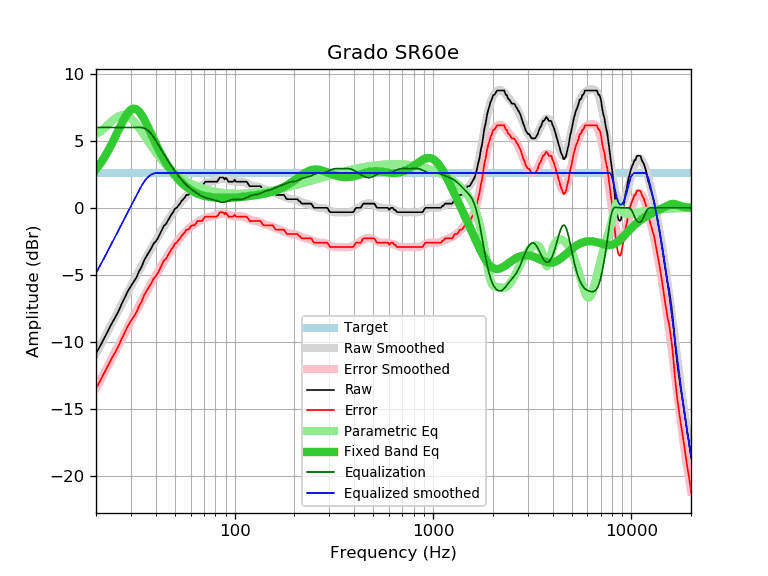 Grado SR60e
10
5
0
−5
−10
−15
−20
Amplitude (dBr)
Target
Raw Smoothed
Error Smoothed
Raw
Error
Parametric Eq
Fixed Band Eq
Equalization
Equalized smoothed
100
1000
10000
Frequency (Hz)